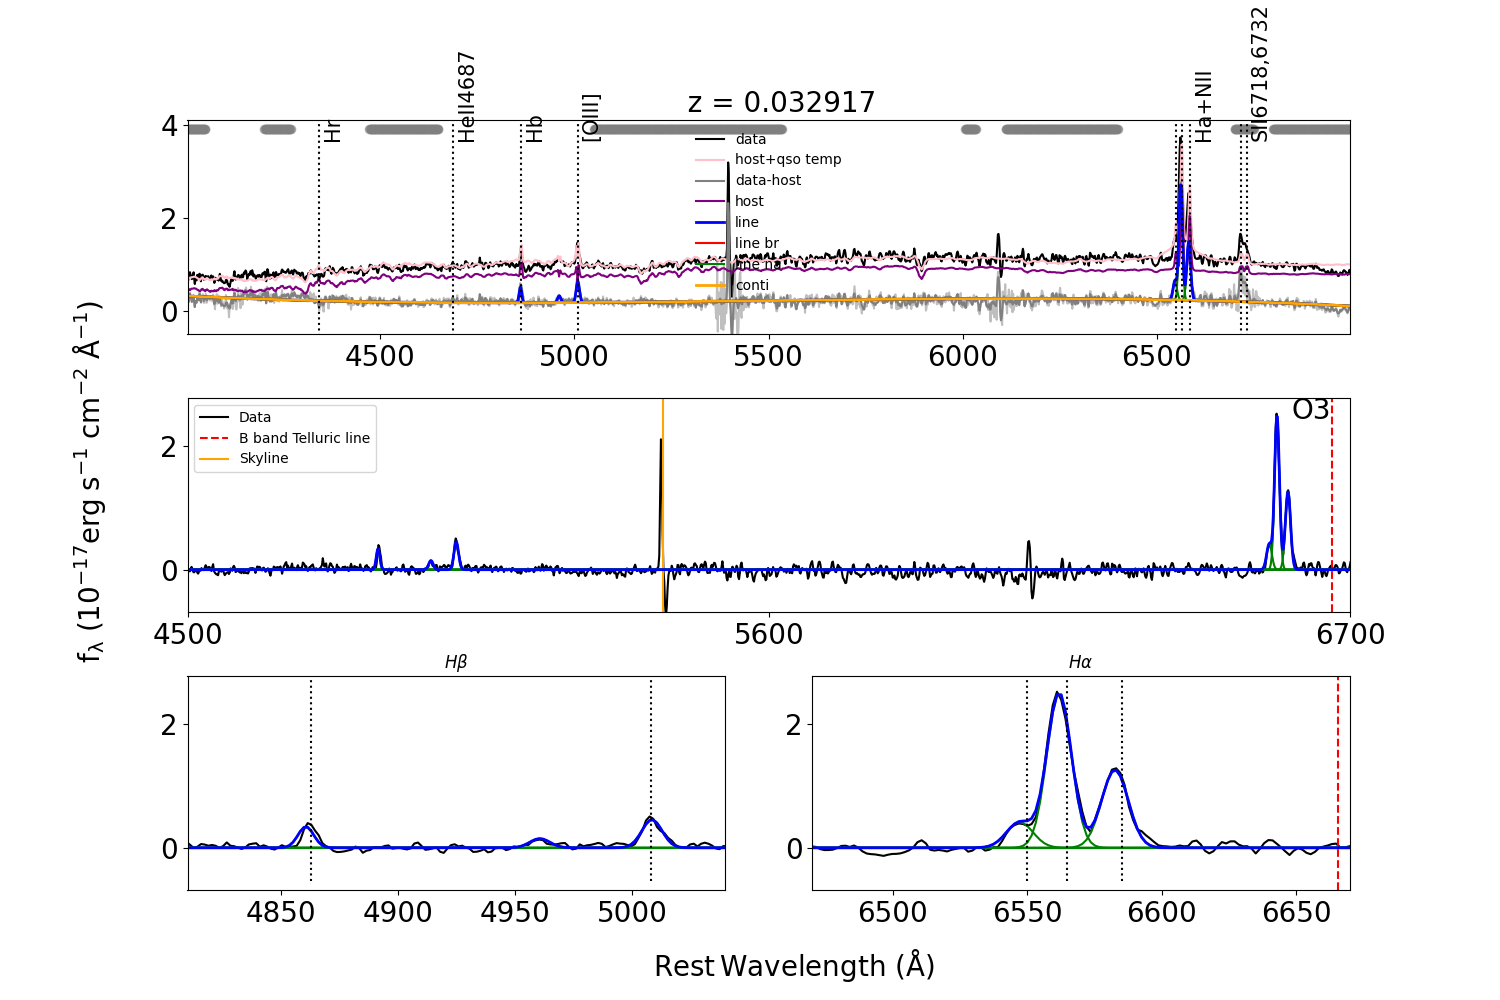 z = 0.032917
Hr
HeII4687
Hb
[OIII]
Ha+NII
SII6718,6732
4
2
0
data
host+qso temp
data-host
host
line
line br
line na
conti
4500
5000
5500
6000
6500
f_λ (10⁻¹⁷erg s⁻¹ cm⁻² Å⁻¹)
Data
B band Telluric line
Skyline
O3
2
0
4500
5600
6700
Hβ
2
0
4850
4900
4950
5000
Hα
2
0
6500
6550
6600
6650
Rest Wavelength (Å)